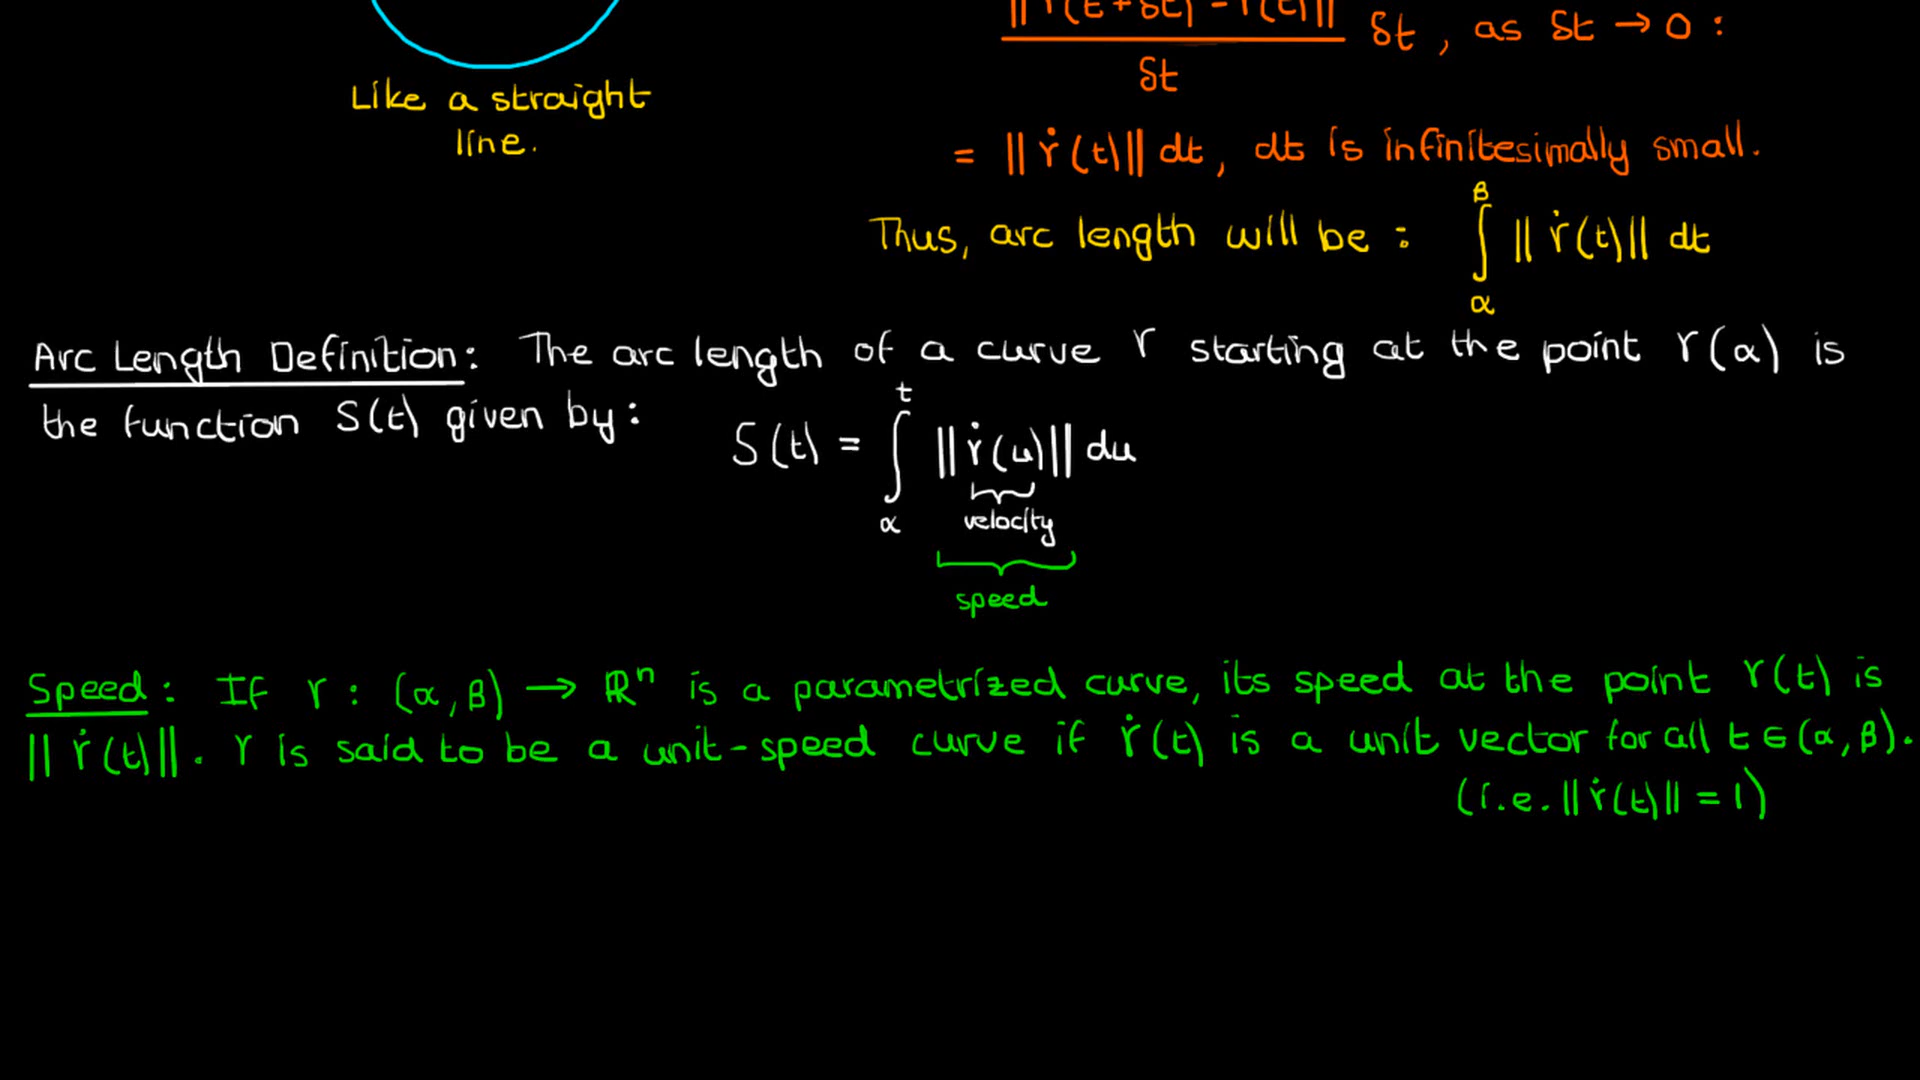 || r(t + δt) - r(t) || / δt δt , as δt → 0 :
Like a straight
line.
= || ṙ(t) || dt, dt is infinitesimally small.
Thus, arc length will be : ∫_α^β || ṙ(t) || dt
Arc Length Definition: The arc length of a curve r starting at the point r(α) is
the function S(t) given by:
S(t) = ∫_α^t || ṙ(u) || du
velocity
speed
Speed: If r : (α, β) → ℝⁿ is a parametrized curve, its speed at the point r(t) is
|| ṙ(t) ||. r is said to be a unit-speed curve if ṙ(t) is a unit vector for all t ∈ (α, β).
(i.e. || ṙ(t) || = 1)